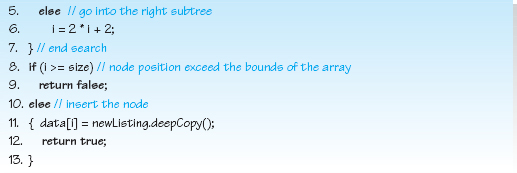 5. else // go into the right subtree
6. i = 2 * i + 2;
7. } // end search
8. if (i >= size) // node position exceed the bounds of the array
9. return false;
10. else // insert the node
11. { data[i] = newListing.deepCopy();
12. return true;
13. }